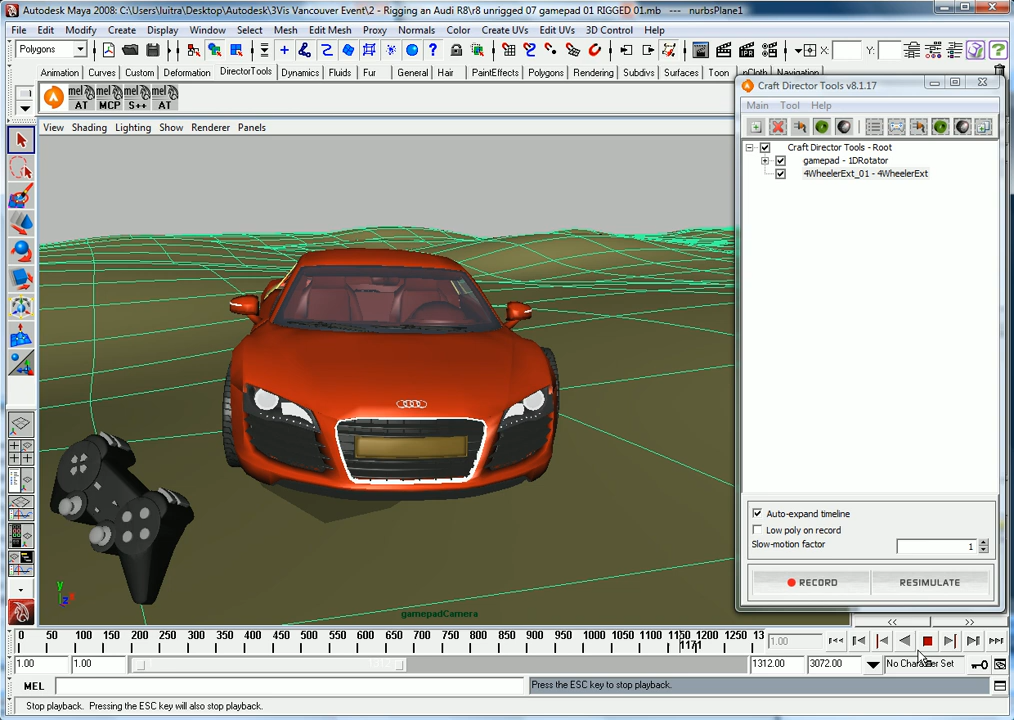 Autodesk Maya 2008: C:\Users\luitra\Desktop\Autodesk\3Vis Vancouver Event\2 - Rigging an Audi R8\r8 unrigged 07 gamepad 01 RIGGED 01.mb --- nurbsPlane1
File Edit Modify Create Display Window Select Mesh Edit Mesh Proxy Normals Color Create UVs Edit UVs 3D Control Help
Polygons X: Y:
Animation Curves Custom Deformation DirectorTools Dynamics Fluids Fur General Hair PaintEffects Polygons Rendering Subdivs Surfaces Toon nCloth Navigation
mel mel mel mel
AT MCP S++ AT
View Shading Lighting Show Renderer Panels
Craft Director Tools v8.1.17
Main Tool Help
Craft Director Tools - Root
gamepad - 1DRotator
4WheelerExt_01 - 4WheelerExt
Auto-expand timeline
Low poly on record
Slow-motion factor 1
RECORD RESIMULATE
y
z
gamepadCamera
<< >>
0 50 100 150 200 250 300 350 400 450 500 550 600 650 700 750 800 850 900 950 1000 1050 1100 1150 1200 1250 1300 13
1171
1.00
1.00 1.00 1312.00 3072.00 No Character Set
MEL Press the ESC key to stop playback.
Stop playback. Pressing the ESC key will also stop playback.